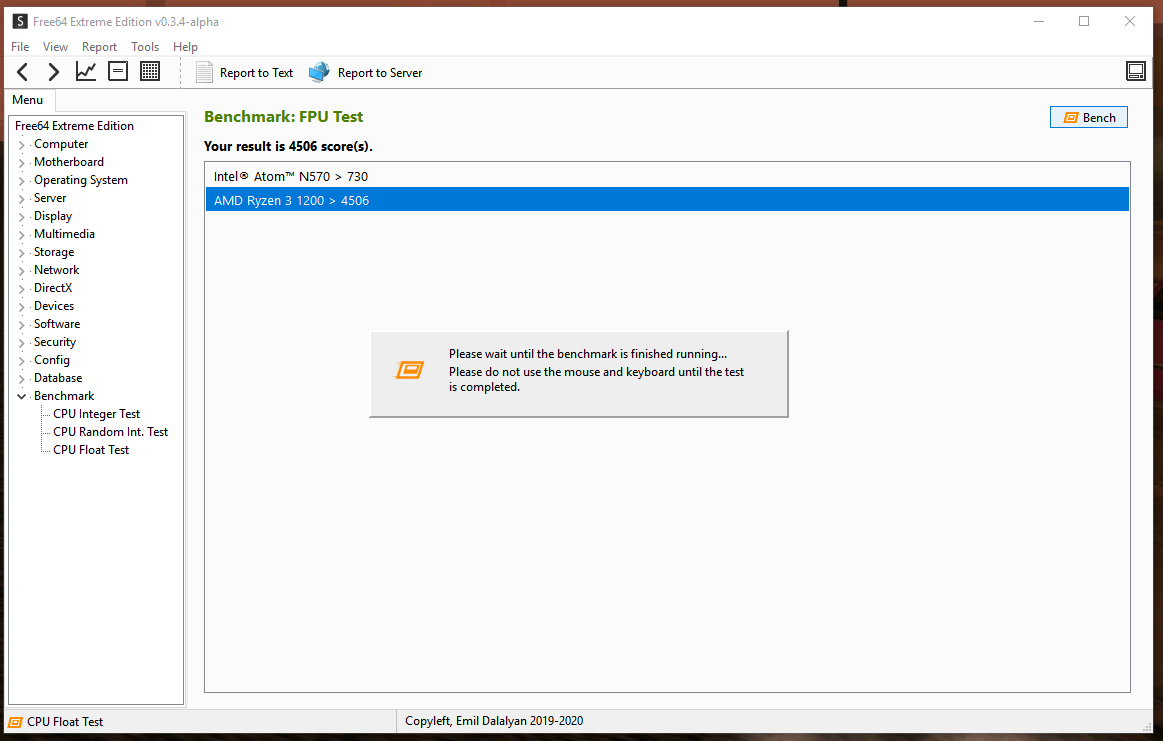 S Free64 Extreme Edition v0.3.4-alpha
File View Report Tools Help
Report to Text Report to Server
Menu
Free64 Extreme Edition
Computer
Motherboard
Operating System
Server
Display
Multimedia
Storage
Network
DirectX
Devices
Software
Security
Config
Database
Benchmark
CPU Integer Test
CPU Random Int. Test
CPU Float Test
Benchmark: FPU Test
Bench
Your result is 4506 score(s).
Intel® Atom™ N570 > 730
AMD Ryzen 3 1200 > 4506
Please wait until the benchmark is finished running...
Please do not use the mouse and keyboard until the test
is completed.
CPU Float Test
Copyleft, Emil Dalalyan 2019-2020